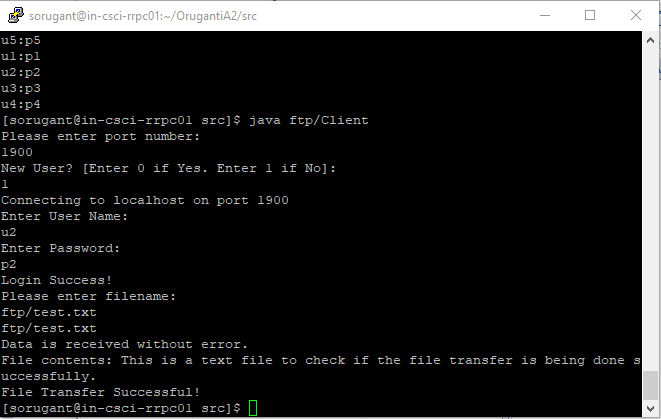 sorugant@in-csci-rrpc01:~/OrugantiA2/src
u5:p5
u1:p1
u2:p2
u3:p3
u4:p4
[sorugant@in-csci-rrpc01 src]$ java ftp/Client
Please enter port number:
1900
New User? [Enter 0 if Yes. Enter 1 if No]:
1
Connecting to localhost on port 1900
Enter User Name:
u2
Enter Password:
p2
Login Success!
Please enter filename:
ftp/test.txt
ftp/test.txt
Data is received without error.
File contents: This is a text file to check if the file transfer is being done s
uccessfully.
File Transfer Successful!
[sorugant@in-csci-rrpc01 src]$